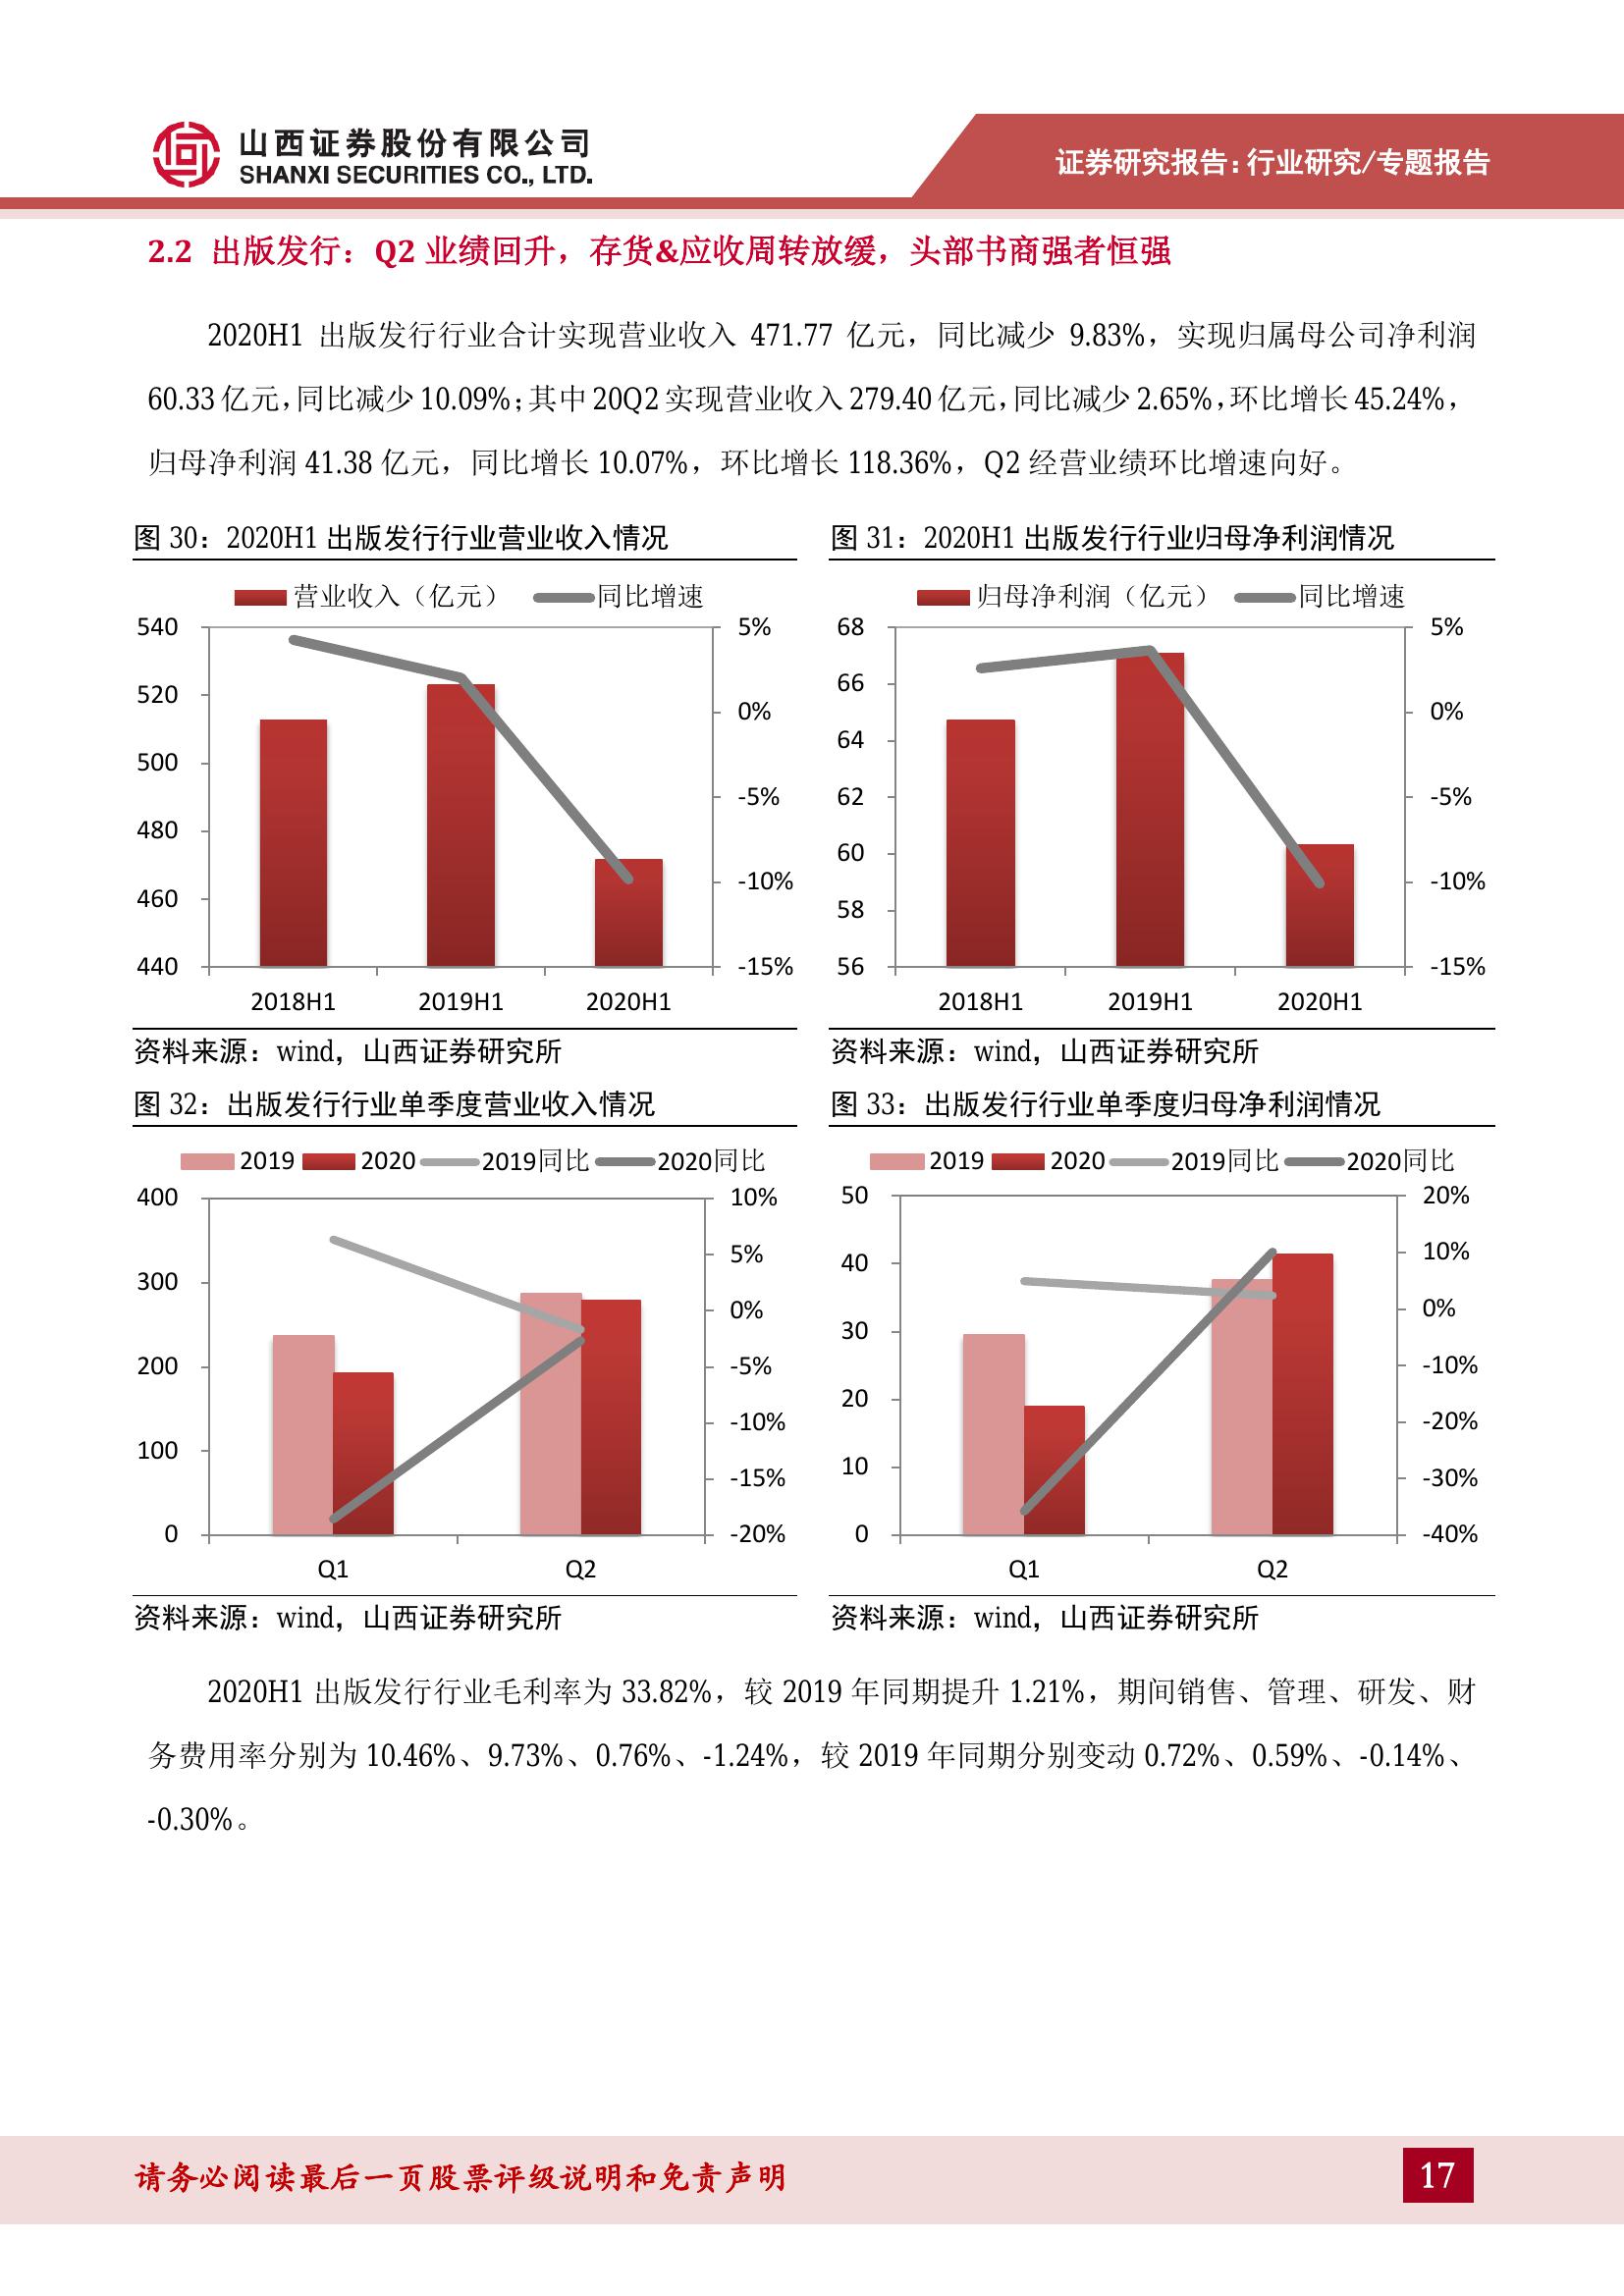 山西证券股份有限公司
SHANXI SECURITIES CO., LTD.
证券研究报告：行业研究/专题报告
2.2 出版发行：Q2 业绩回升，存货&应收周转放缓，头部书商强者恒强
2020H1 出版发行行业合计实现营业收入 471.77 亿元，同比减少 9.83%，实现归属母公司净利润
60.33 亿元，同比减少 10.09%；其中 20Q2 实现营业收入 279.40 亿元，同比减少 2.65%，环比增长 45.24%，
归母净利润 41.38 亿元，同比增长 10.07%，环比增长 118.36%，Q2 经营业绩环比增速向好。
图 30：2020H1 出版发行行业营业收入情况
营业收入（亿元） 同比增速
540 5%
520 0%
500
480 -5%
460 -10%
440 -15%
2018H1 2019H1 2020H1
资料来源：wind，山西证券研究所
图 31：2020H1 出版发行行业归母净利润情况
归母净利润（亿元） 同比增速
68 5%
66 0%
64
62 -5%
60
58 -10%
56 -15%
2018H1 2019H1 2020H1
资料来源：wind，山西证券研究所
图 32：出版发行行业单季度营业收入情况
2019 2020 2019同比 2020同比
400 10%
5%
300 0%
200 -5%
-10%
100 -15%
0 -20%
Q1 Q2
资料来源：wind，山西证券研究所
图 33：出版发行行业单季度归母净利润情况
2019 2020 2019同比 2020同比
50 20%
40 10%
0%
30 -10%
20 -20%
10 -30%
0 -40%
Q1 Q2
资料来源：wind，山西证券研究所
2020H1 出版发行行业毛利率为 33.82%，较 2019 年同期提升 1.21%，期间销售、管理、研发、财
务费用率分别为 10.46%、9.73%、0.76%、-1.24%，较 2019 年同期分别变动 0.72%、0.59%、-0.14%、
-0.30%。
请务必阅读最后一页股票评级说明和免责声明
17